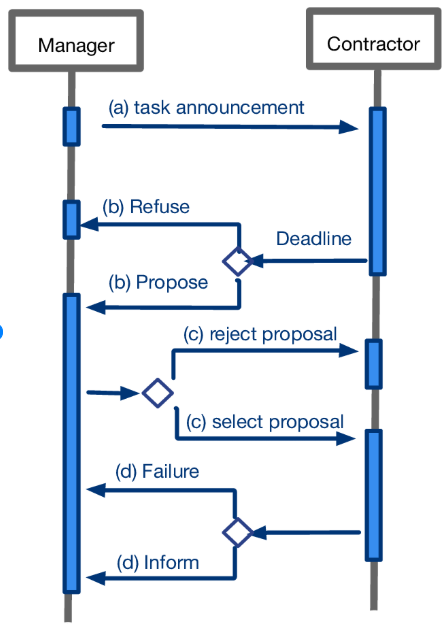 Manager
Contractor
(a) task announcement
(b) Refuse
Deadline
(b) Propose
(c) reject proposal
(c) select proposal
(d) Failure
(d) Inform